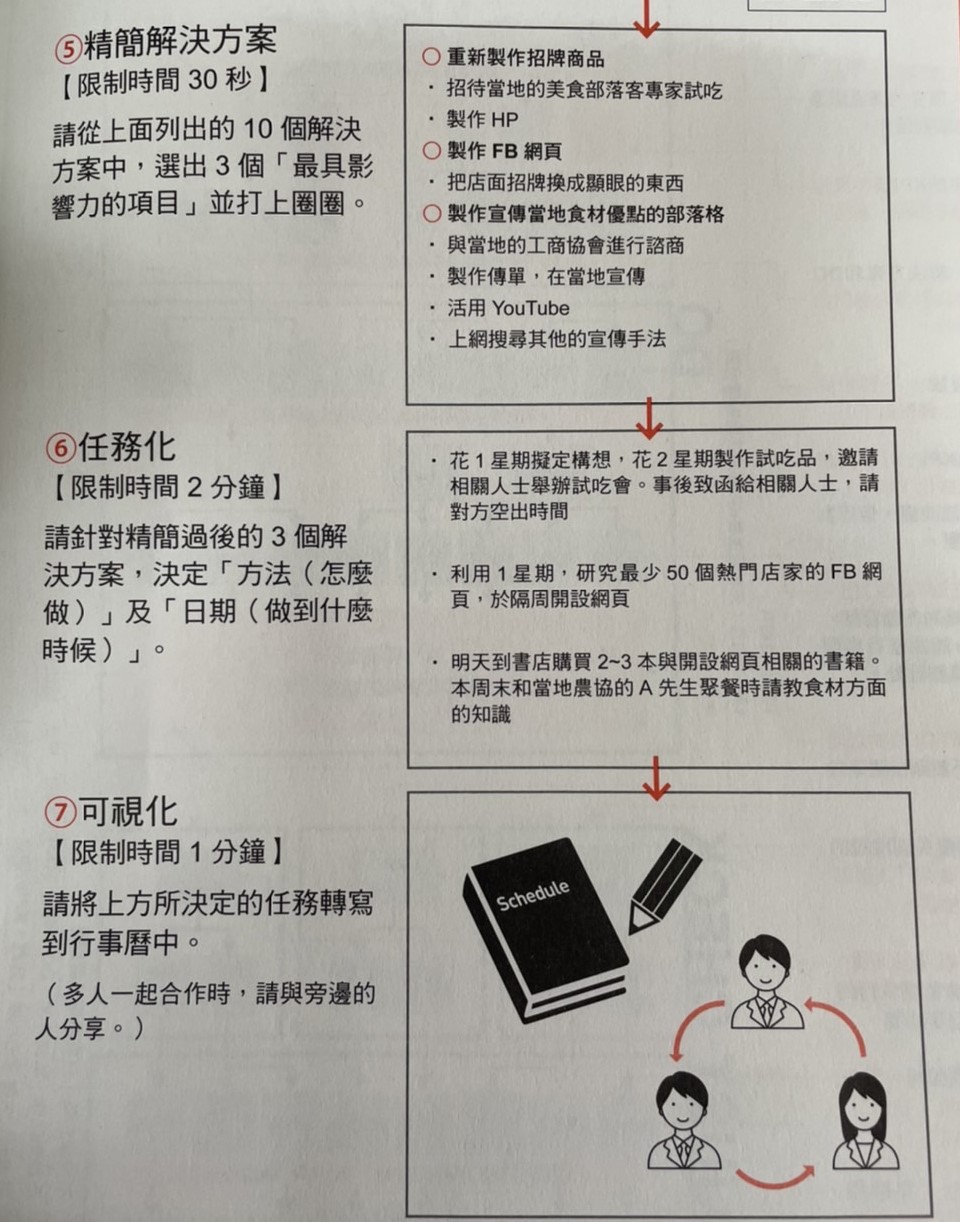 ⑤精簡解決方案
【限制時間 30 秒】
請從上面列出的 10 個解決
方案中,選出 3 個「最具影
響力的項目」並打上圈圈。
○ 重新製作招牌商品
・ 招待當地的美食部落客專家試吃
・ 製作 HP
○ 製作 FB 網頁
・ 把店面招牌換成顯眼的東西
○ 製作宣傳當地食材優點的部落格
・ 與當地的工商協會進行諮商
・ 製作傳單,在當地宣傳
・ 活用 YouTube
・ 上網搜尋其他的宣傳手法
⑥任務化
【限制時間 2 分鐘】
請針對精簡過後的 3 個解
決方案,決定「方法(怎麼
做)」及「日期(做到什麼
時候)」。
・ 花 1 星期擬定構想,花 2 星期製作試吃品,邀請
相關人士舉辦試吃會。事後致函給相關人士,請
對方空出時間
・ 利用 1 星期,研究最少 50 個熱門店家的 FB 網
頁,於隔周開設網頁
・ 明天到書店購買 2~3 本與開設網頁相關的書籍。
本周末和當地農協的 A 先生聚餐時請教食材方面
的知識
⑦可視化
【限制時間 1 分鐘】
請將上方所決定的任務轉寫
到行事曆中。
(多人一起合作時,請與旁邊的
人分享。)
Schedule